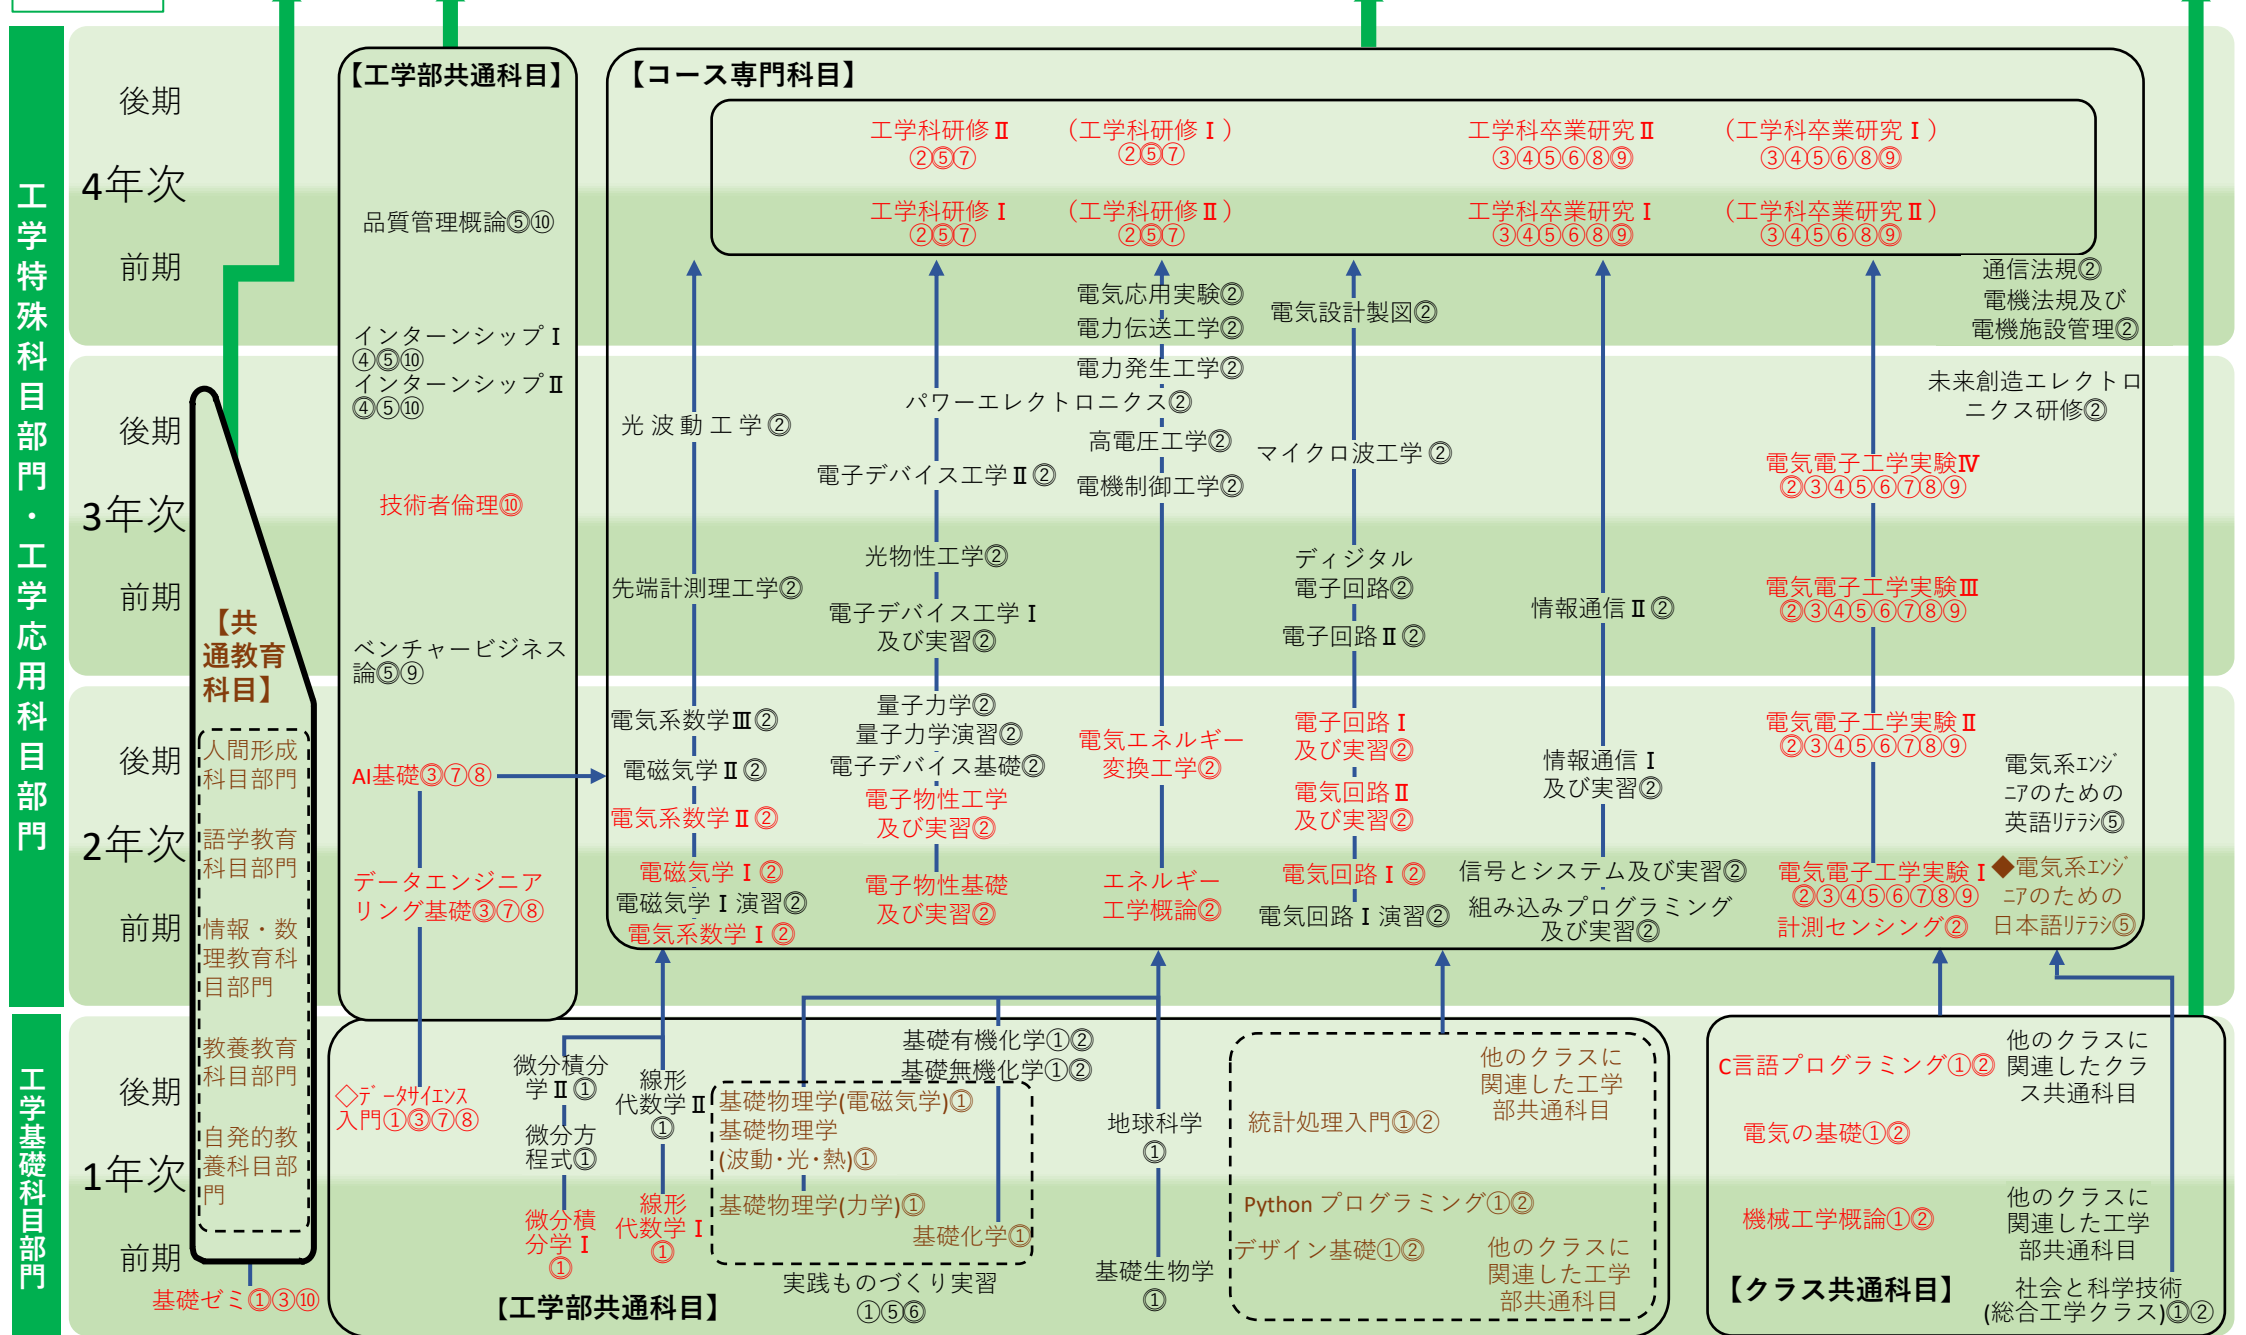 工学特殊科目部門・工学応用科目部門
工学基礎科目部門
後期
4年次
前期
後期
3年次
前期
後期
2年次
前期
後期
1年次
前期
【共
通教育
科目】
人間形成
科目部門
語学教育
科目部門
情報・数
理教育科
目部門
教養教育
科目部門
自発的教
養科目部
門
基礎ゼミ①③⑩
【工学部共通科目】
品質管理概論⑤⑩
インターンシップⅠ
④⑤⑩
インターンシップⅡ
④⑤⑩
技術者倫理⑩
ベンチャービジネス
論⑤⑨
AI基礎③⑦⑧
データエンジニア
リング基礎③⑦⑧
◇データサイエンス
入門①③⑦⑧
【コース専門科目】
工学科研修Ⅱ
②⑤⑦
（工学科研修Ⅰ）
②⑤⑦
工学科卒業研究Ⅱ
③④⑤⑥⑧⑨
（工学科卒業研究Ⅰ）
③④⑤⑥⑧⑨
工学科研修Ⅰ
②⑤⑦
（工学科研修Ⅱ）
②⑤⑦
工学科卒業研究Ⅰ
③④⑤⑥⑧⑨
（工学科卒業研究Ⅱ）
③④⑤⑥⑧⑨
光波動工学②
先端計測理工学②
電気系数学Ⅲ②
電磁気学Ⅱ②
電気系数学Ⅱ②
電磁気学Ⅰ②
電磁気学Ⅰ演習②
電気系数学Ⅰ②
パワーエレクトロニクス②
電子デバイス工学Ⅱ②
光物性工学②
電子デバイス工学Ⅰ
及び実習②
量子力学②
量子力学演習②
電子デバイス基礎②
電子物性工学
及び実習②
電子物性基礎
及び実習②
電気応用実験②
電力伝送工学②
電力発生工学②
高電圧工学②
電機制御工学②
電気エネルギー
変換工学②
エネルギー
工学概論②
電気設計製図②
マイクロ波工学②
ディジタル
電子回路②
電子回路Ⅱ②
電子回路Ⅰ
及び実習②
電気回路Ⅱ
及び実習②
電気回路Ⅰ②
電気回路Ⅰ演習②
情報通信Ⅱ②
情報通信Ⅰ
及び実習②
信号とシステム及び実習②
組み込みプログラミング
及び実習②
電気電子工学実験Ⅳ
②③④⑤⑥⑦⑧⑨
電気電子工学実験Ⅲ
②③④⑤⑥⑦⑧⑨
電気電子工学実験Ⅱ
②③④⑤⑥⑦⑧⑨
電気電子工学実験Ⅰ
②③④⑤⑥⑦⑧⑨
計測センシング②
通信法規②
電機法規及び
電機施設管理②
未来創造エレクトロ
ニクス研修②
電気系エンジ
ニアのための
英語リテラシ⑤
◆電気系エンジ
ニアのための
日本語リテラシ⑤
微分積分
学Ⅱ①
微分方
程式①
微分積
分学Ⅰ
①
線形
代数学Ⅱ
①
線形
代数学Ⅰ
①
基礎有機化学①②
基礎無機化学①②
基礎物理学(電磁気学)①
基礎物理学
(波動・光・熱)①
基礎物理学(力学)①
基礎化学①
実践ものづくり実習
①⑤⑥
【工学部共通科目】
地球科学
①
基礎生物学
①
他のクラスに
関連した工学
部共通科目
統計処理入門①②
Python プログラミング①②
デザイン基礎①②
他のクラスに
関連した工学
部共通科目
C言語プログラミング①②
他のクラスに
関連したクラ
ス共通科目
電気の基礎①②
機械工学概論①②
他のクラスに
関連した工学
部共通科目
【クラス共通科目】
社会と科学技術
(総合工学クラス)①②